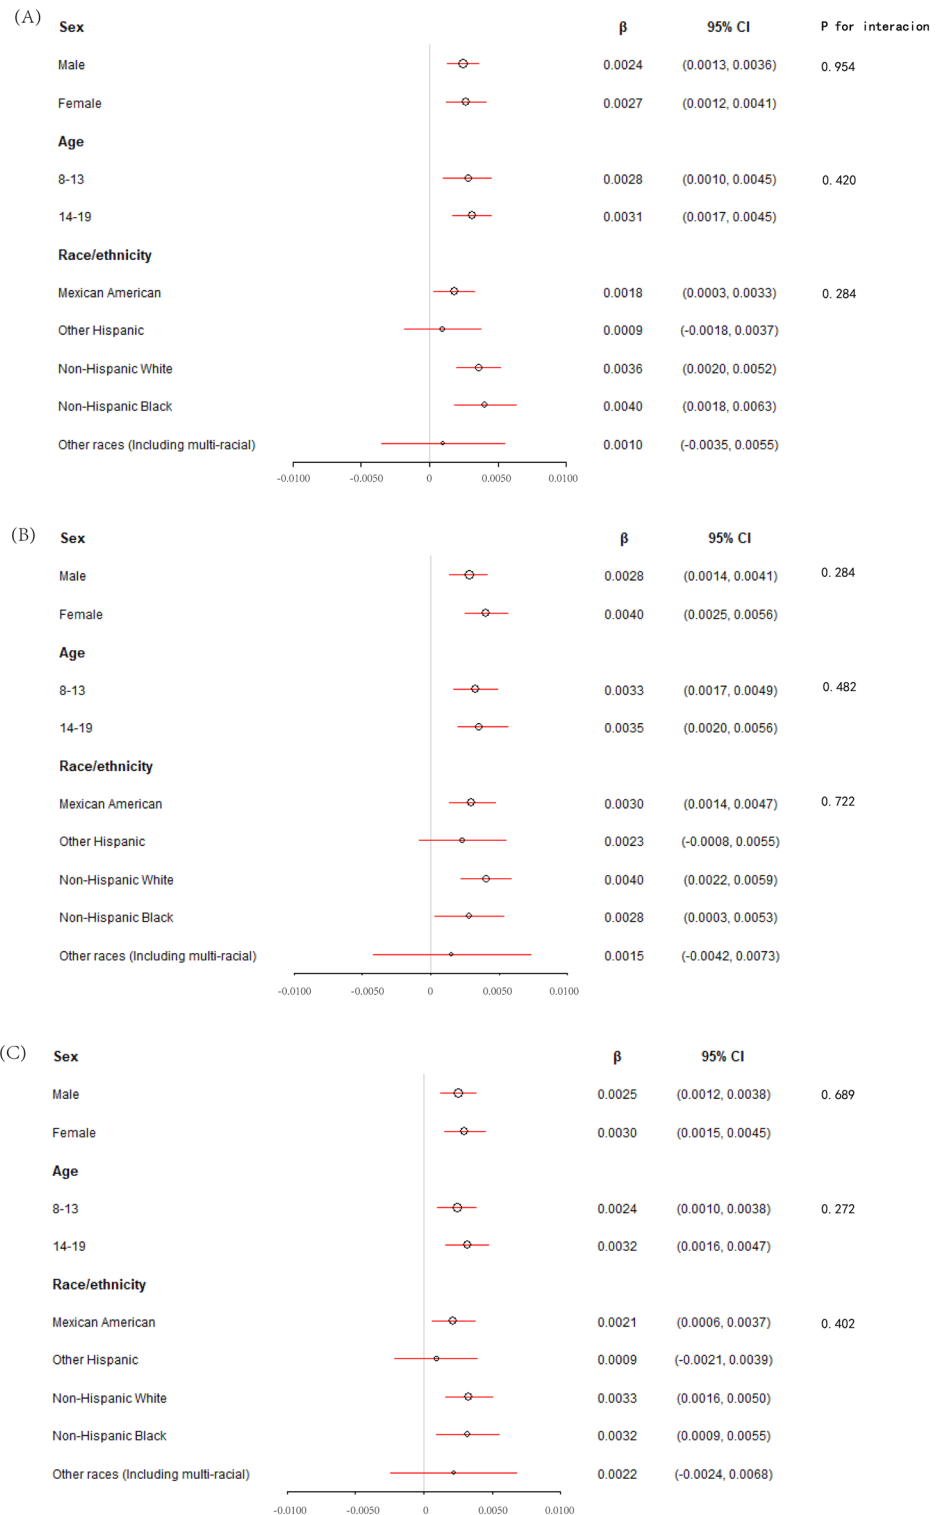 (A)
Sex β 95% CI P for interacion
Male 0.0024 (0.0013, 0.0036) 0.954
Female 0.0027 (0.0012, 0.0041)
Age
8-13 0.0028 (0.0010, 0.0045) 0.420
14-19 0.0031 (0.0017, 0.0045)
Race/ethnicity
Mexican American 0.0018 (0.0003, 0.0033) 0.284
Other Hispanic 0.0009 (-0.0018, 0.0037)
Non-Hispanic White 0.0036 (0.0020, 0.0052)
Non-Hispanic Black 0.0040 (0.0018, 0.0063)
Other races (Including multi-racial) 0.0010 (-0.0035, 0.0055)
-0.0100 -0.0050 0 0.0050 0.0100
(B)
Sex β 95% CI
Male 0.0028 (0.0014, 0.0041) 0.284
Female 0.0040 (0.0025, 0.0056)
Age
8-13 0.0033 (0.0017, 0.0049) 0.482
14-19 0.0035 (0.0020, 0.0056)
Race/ethnicity
Mexican American 0.0030 (0.0014, 0.0047) 0.722
Other Hispanic 0.0023 (-0.0008, 0.0055)
Non-Hispanic White 0.0040 (0.0022, 0.0059)
Non-Hispanic Black 0.0028 (0.0003, 0.0053)
Other races (Including multi-racial) 0.0015 (-0.0042, 0.0073)
-0.0100 -0.0050 0 0.0050 0.0100
(C)
Sex β 95% CI
Male 0.0025 (0.0012, 0.0038) 0.689
Female 0.0030 (0.0015, 0.0045)
Age
8-13 0.0024 (0.0010, 0.0038) 0.272
14-19 0.0032 (0.0016, 0.0047)
Race/ethnicity
Mexican American 0.0021 (0.0006, 0.0037) 0.402
Other Hispanic 0.0009 (-0.0021, 0.0039)
Non-Hispanic White 0.0033 (0.0016, 0.0050)
Non-Hispanic Black 0.0032 (0.0009, 0.0055)
Other races (Including multi-racial) 0.0022 (-0.0024, 0.0068)
-0.0100 -0.0050 0 0.0050 0.0100